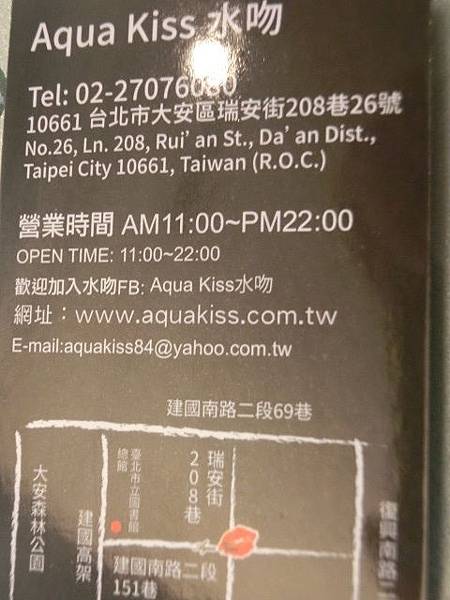 Aqua Kiss 水吻
Tel: 02-27076080
10661 台北市大安區瑞安街208巷26號
No.26, Ln. 208, Rui'an St., Da'an Dist.,
Taipei City 10661, Taiwan (R.O.C.)
營業時間 AM11:00~PM22:00
OPEN TIME: 11:00~22:00
歡迎加入水吻FB: Aqua Kiss水吻
網址：www.aquakiss.com.tw
E-mail:aquakiss84@yahoo.com.tw
建國南路二段69巷
大安森林公園
建國高架
臺北市立圖書館
總館
瑞安街
208巷
建國南路二段
151巷
復興南路二